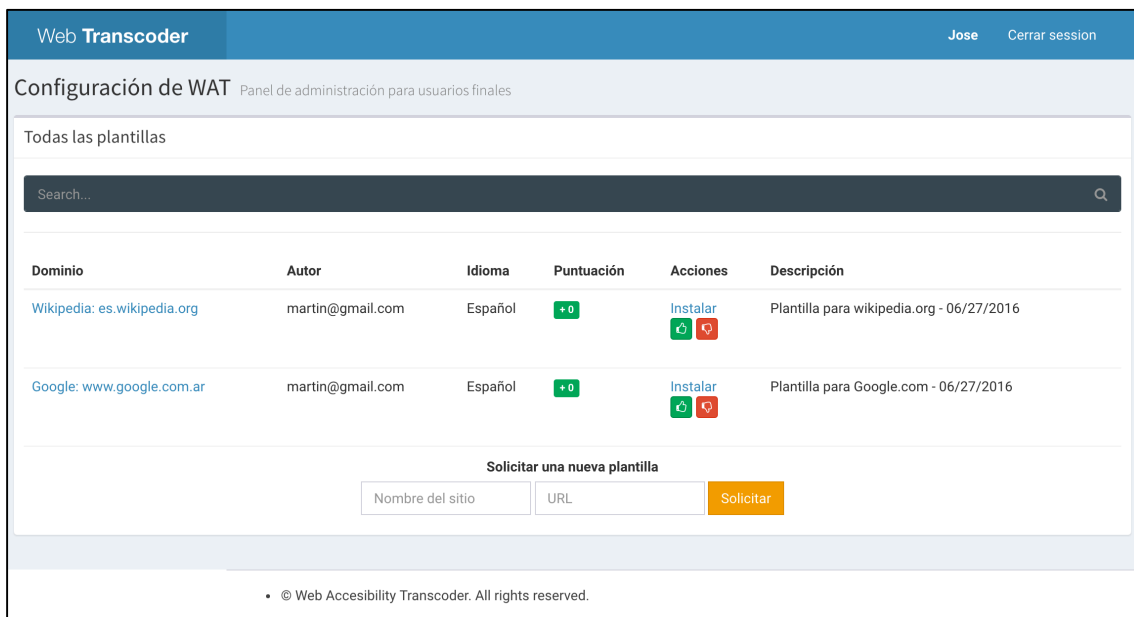 Web Transcoder Jose Cerrar session
Configuración de WAT Panel de administración para usuarios finales
Todas las plantillas
Search...
Dominio Autor Idioma Puntuación Acciones Descripción
Wikipedia: es.wikipedia.org martin@gmail.com Español + 0 Instalar Plantilla para wikipedia.org - 06/27/2016
Google: www.google.com.ar martin@gmail.com Español + 0 Instalar Plantilla para Google.com - 06/27/2016
Solicitar una nueva plantilla
Nombre del sitio URL Solicitar
• © Web Accesibility Transcoder. All rights reserved.